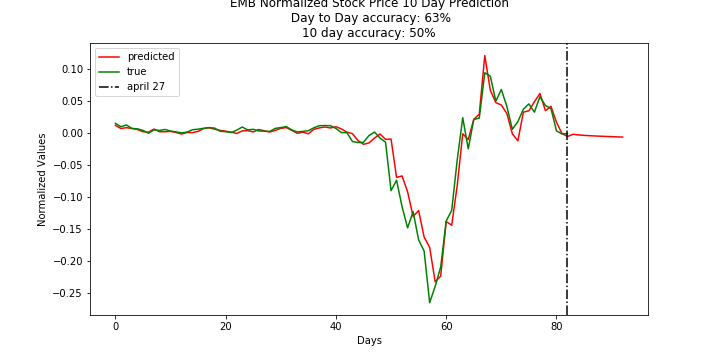 EMB Normalized Stock Price 10 Day Prediction
Day to Day accuracy: 63%
10 day accuracy: 50%
predicted
true
april 27
0.10
0.05
0.00
−0.05
−0.10
−0.15
−0.20
−0.25
Normalized Values
0 20 40 60 80
Days